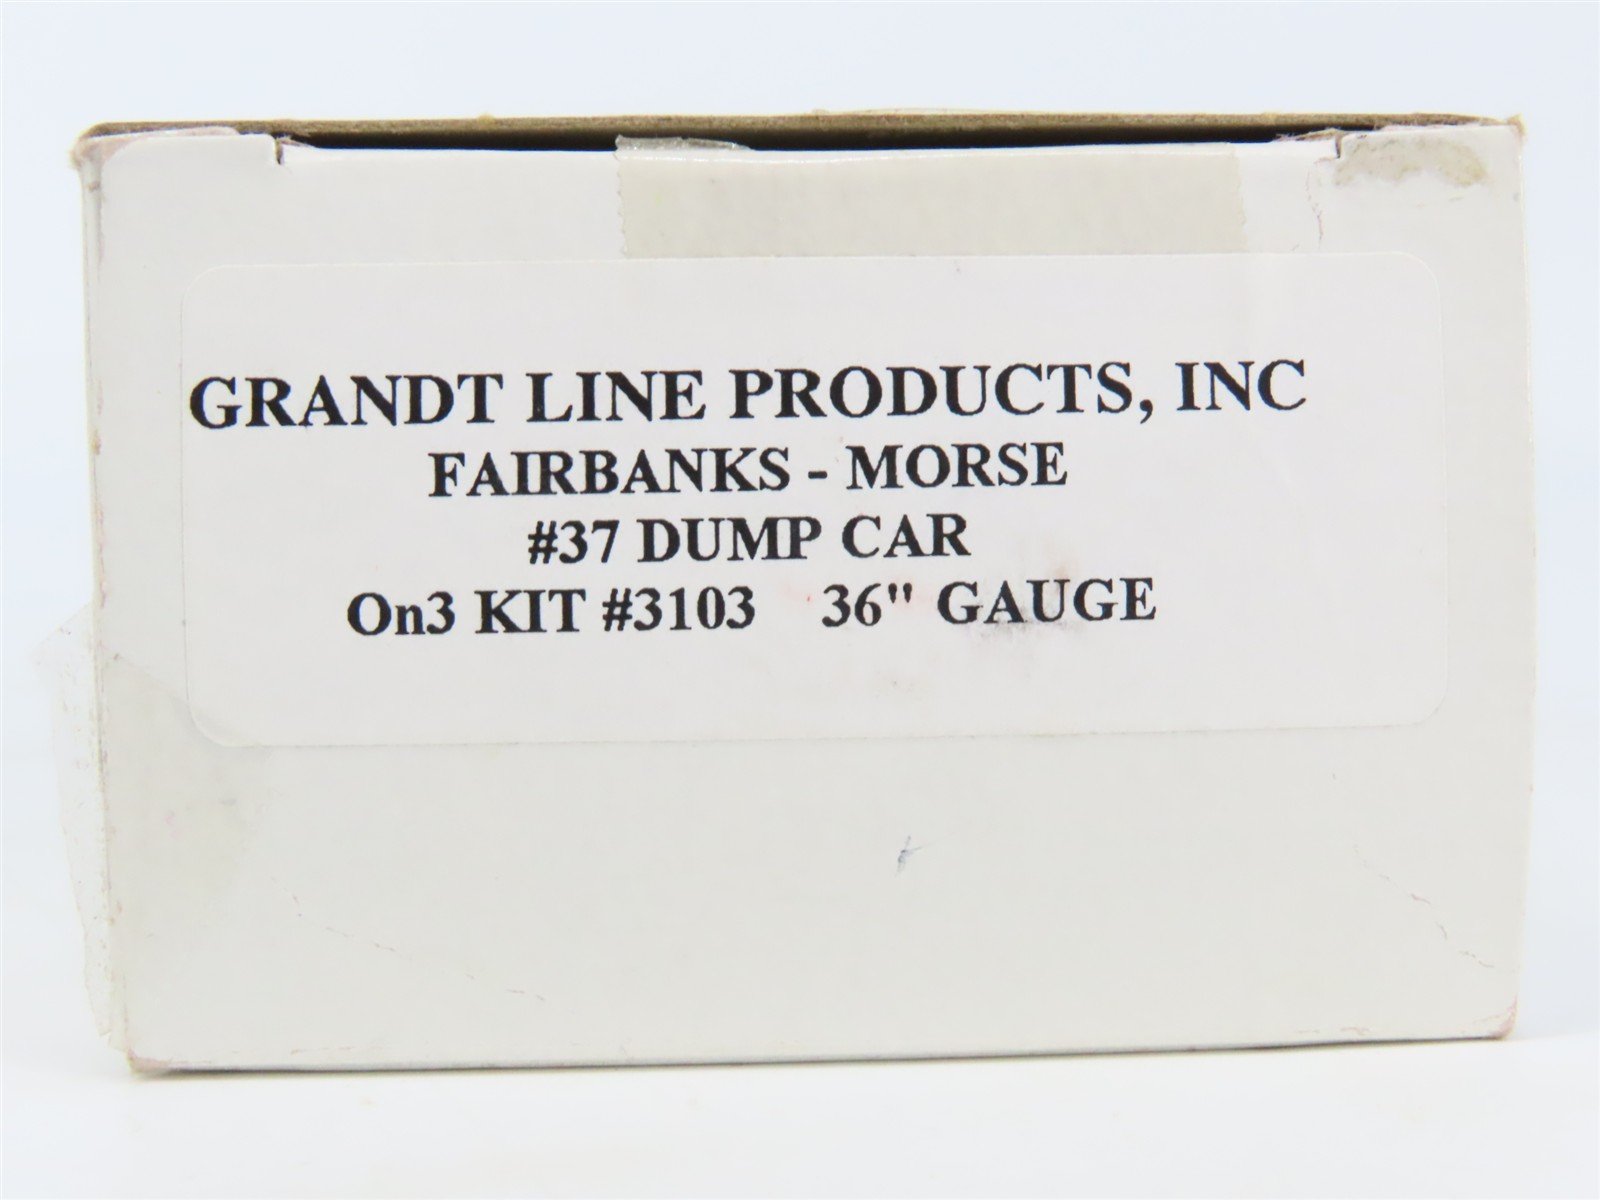 GRANDT LINE PRODUCTS, INC
FAIRBANKS - MORSE
#37 DUMP CAR
On3 KIT #3103 36" GAUGE